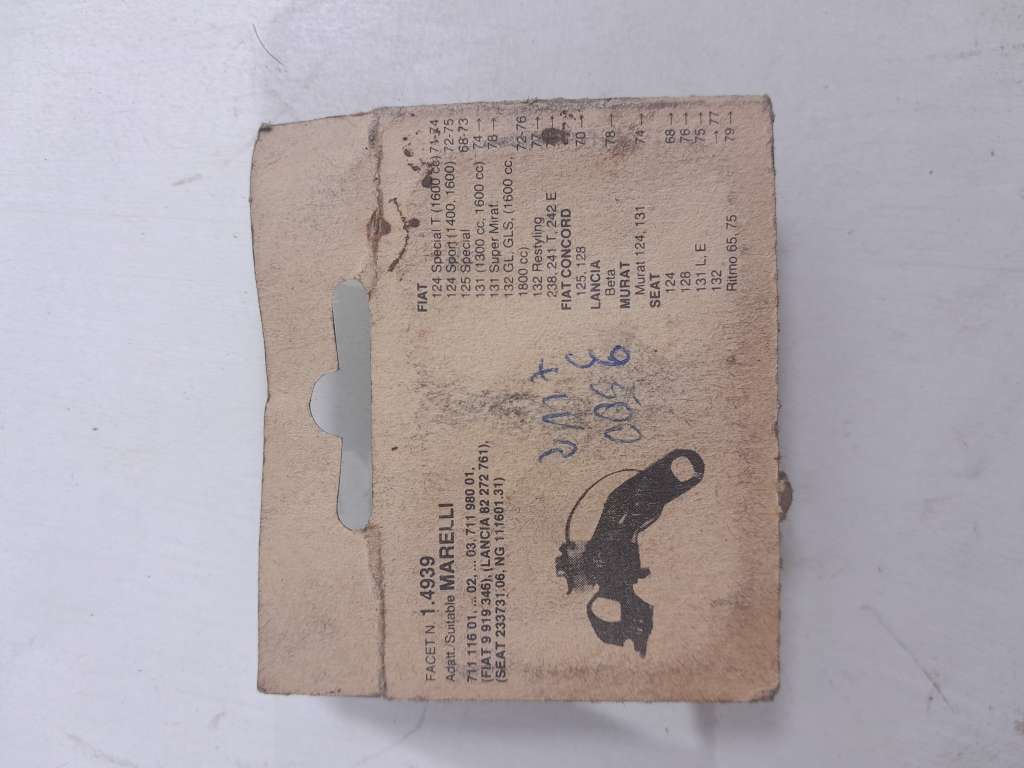 FACET N. 1.4939
Adatt./Suitable MARELLI
711 116 01, ... 02, ... 03, 711 980 01,
(FIAT 9 919 346), (LANCIA 82 272 761),
(SEAT 233731.06, NG 111601.31)
FIAT
124 Special T (1600 cc) 71-74
124 Sport (1400, 1600) 72-75
125 Special 68-73
131 (1300 cc, 1600 cc) 74→
131 Super Miraf. 78→
132 GL, GLS, (1600 cc,
1800 cc) 72-76
132 Restyling 77→
238, 241 T, 242 E
FIAT CONCORD
125, 128 70→
LANCIA
Beta 78→
MURAT
Murat 124, 131 74→
SEAT
124 68→
128 76→
131 L, E 75→
132 →77
Ritmo 65, 75 79→